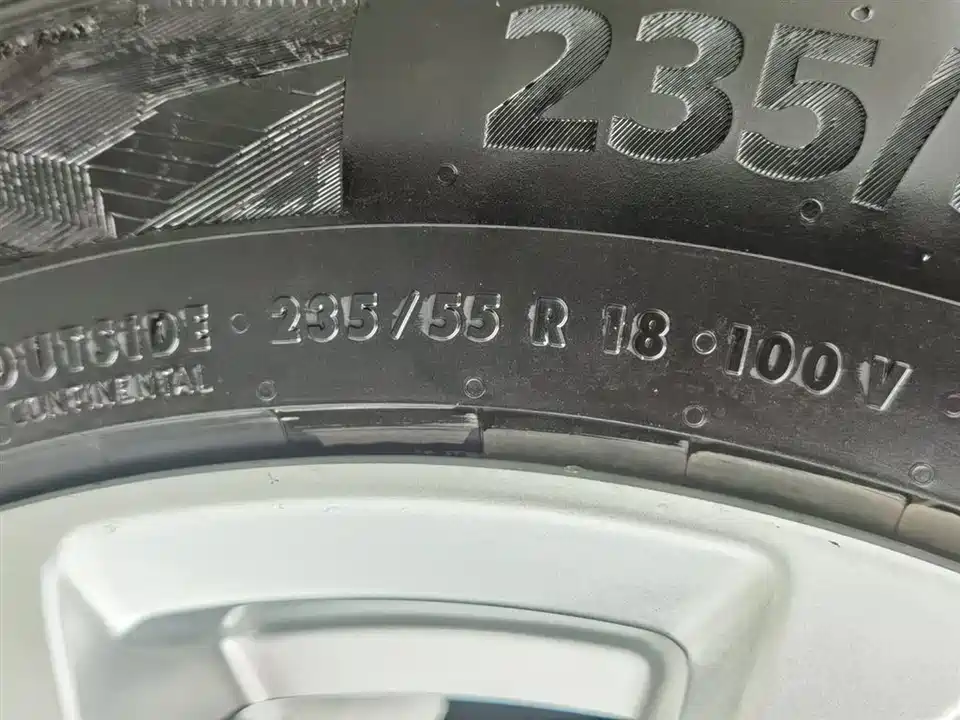 235/
OUTSIDE · 235/55 R 18 · 100 V
CONTINENTAL